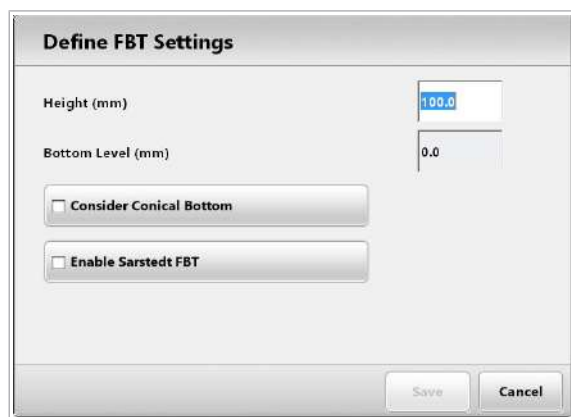 Define FBT Settings
Height (mm) 100.0
Bottom Level (mm) 0.0
Consider Conical Bottom
Enable Sarstedt FBT
Save Cancel